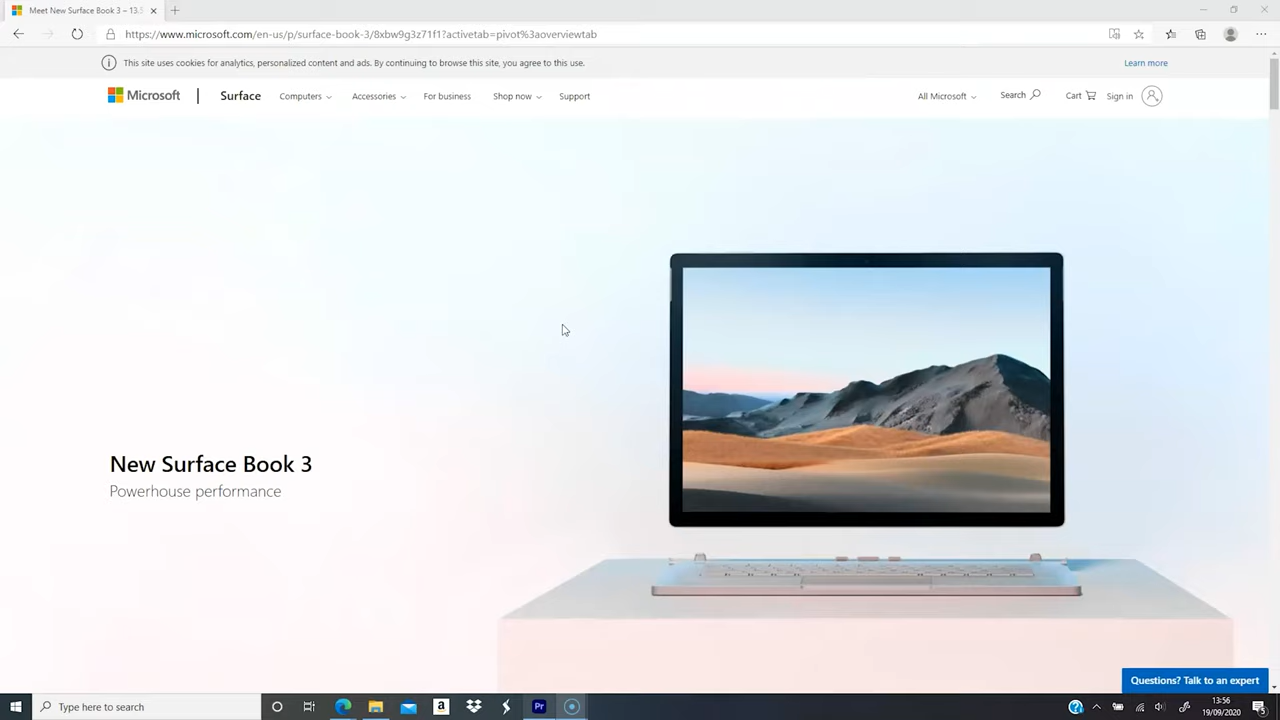 Meet New Surface Book 3 – 13.5
https://www.microsoft.com/en-us/p/surface-book-3/8xbw9g3z71f1?activetab=pivot%3aoverviewtab
This site uses cookies for analytics, personalized content and ads. By continuing to browse this site, you agree to this use.
Learn more
Microsoft
Surface
Computers
Accessories
For business
Shop now
Support
All Microsoft
Search
Cart
Sign in
New Surface Book 3
Powerhouse performance
Questions? Talk to an expert
Type here to search
a
Pr
13:56
19/09/2020
5